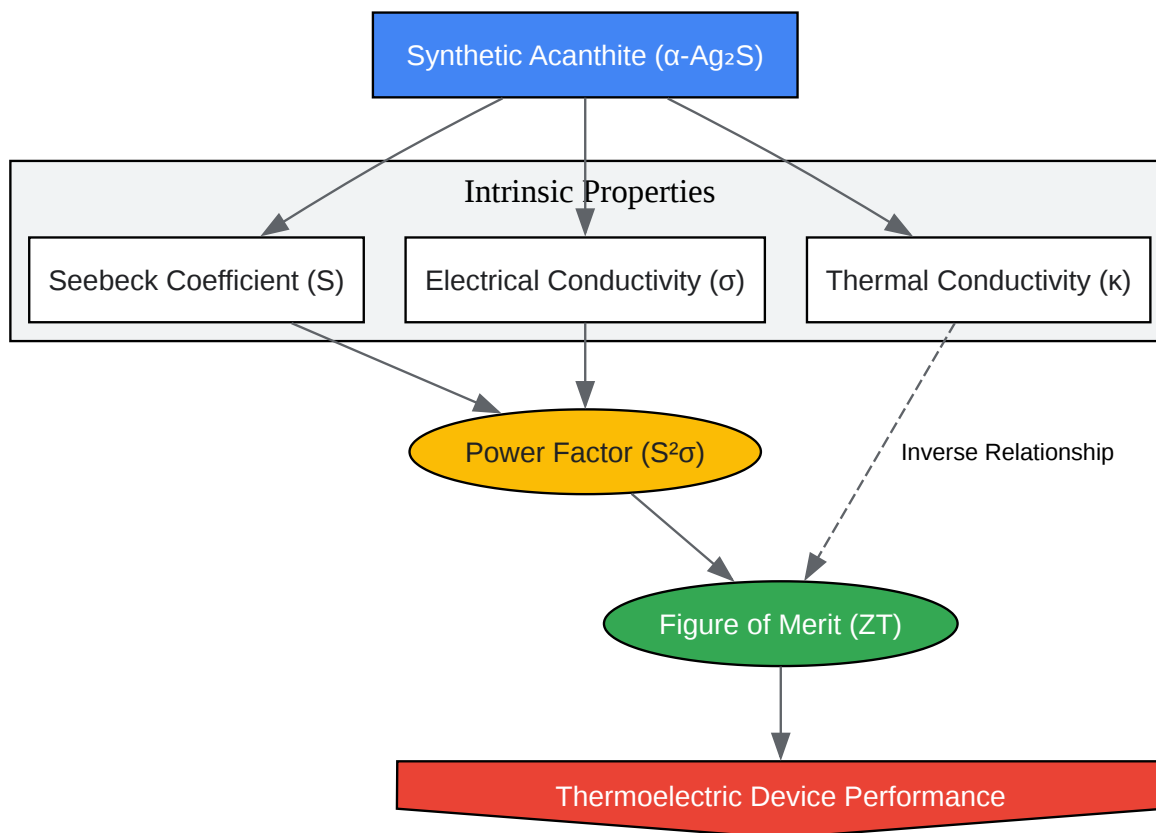 Synthetic Acanthite (α-Ag₂S)
Intrinsic Properties
Seebeck Coefficient (S)
Electrical Conductivity (σ)
Thermal Conductivity (κ)
Power Factor (S²σ)
Inverse Relationship
Figure of Merit (ZT)
Thermoelectric Device Performance